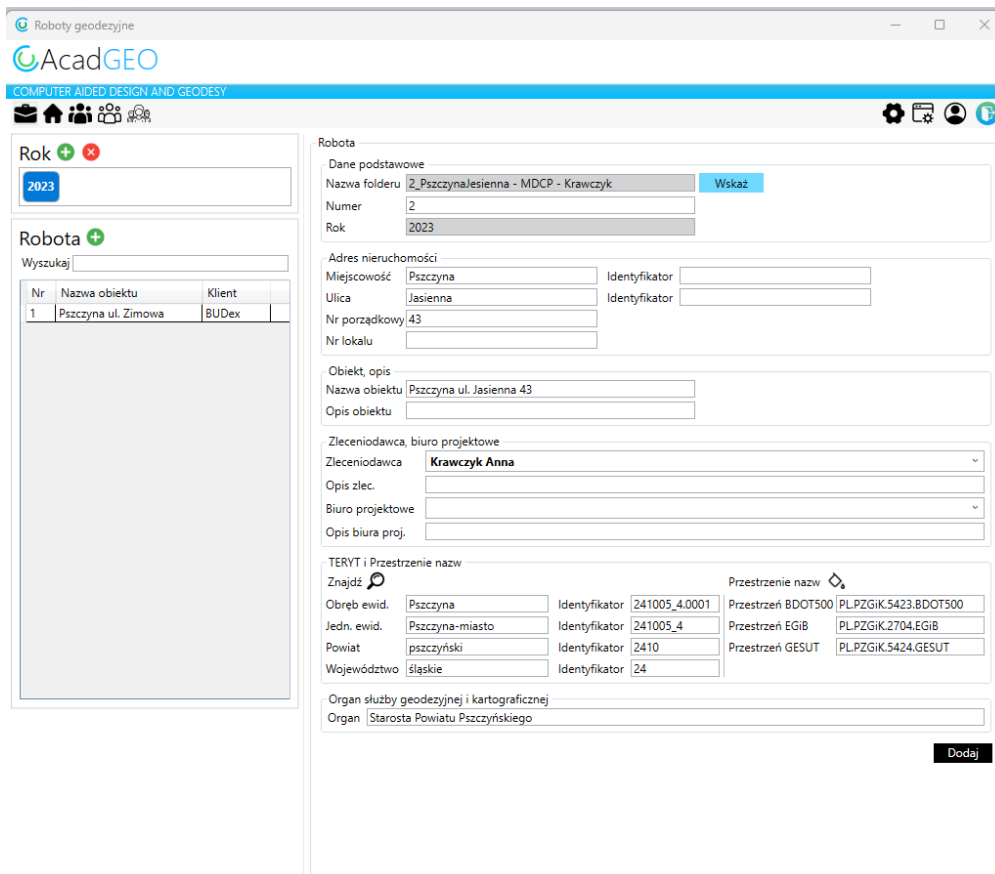 Roboty geodezyjne
AcadGEO
COMPUTER AIDED DESIGN AND GEODESY
Rok
2023
Robota
Wyszukaj
Nr Nazwa obiektu Klient
1 Pszczyna ul. Zimowa BUDex
Robota
Dane podstawowe
Nazwa folderu 2_PszczynaJesienna - MDCP - Krawczyk Wskaż
Numer 2
Rok 2023
Adres nieruchomości
Miejscowość Pszczyna Identyfikator
Ulica Jasienna Identyfikator
Nr porządkowy 43
Nr lokalu
Obiekt, opis
Nazwa obiektu Pszczyna ul. Jasienna 43
Opis obiektu
Zleceniodawca, biuro projektowe
Zleceniodawca Krawczyk Anna
Opis zlec.
Biuro projektowe
Opis biura proj.
TERYT i Przestrzenie nazw
Znajdź Przestrzenie nazw
Obręb ewid. Pszczyna Identyfikator 241005_4.0001 Przestrzeń BDOT500 PL.PZGiK.5423.BDOT500
Jedn. ewid. Pszczyna-miasto Identyfikator 241005_4 Przestrzeń EGiB PL.PZGiK.2704.EGiB
Powiat pszczyński Identyfikator 2410 Przestrzeń GESUT PL.PZGiK.5424.GESUT
Województwo śląskie Identyfikator 24
Organ służby geodezyjnej i kartograficznej
Organ Starosta Powiatu Pszczyńskiego
Dodaj